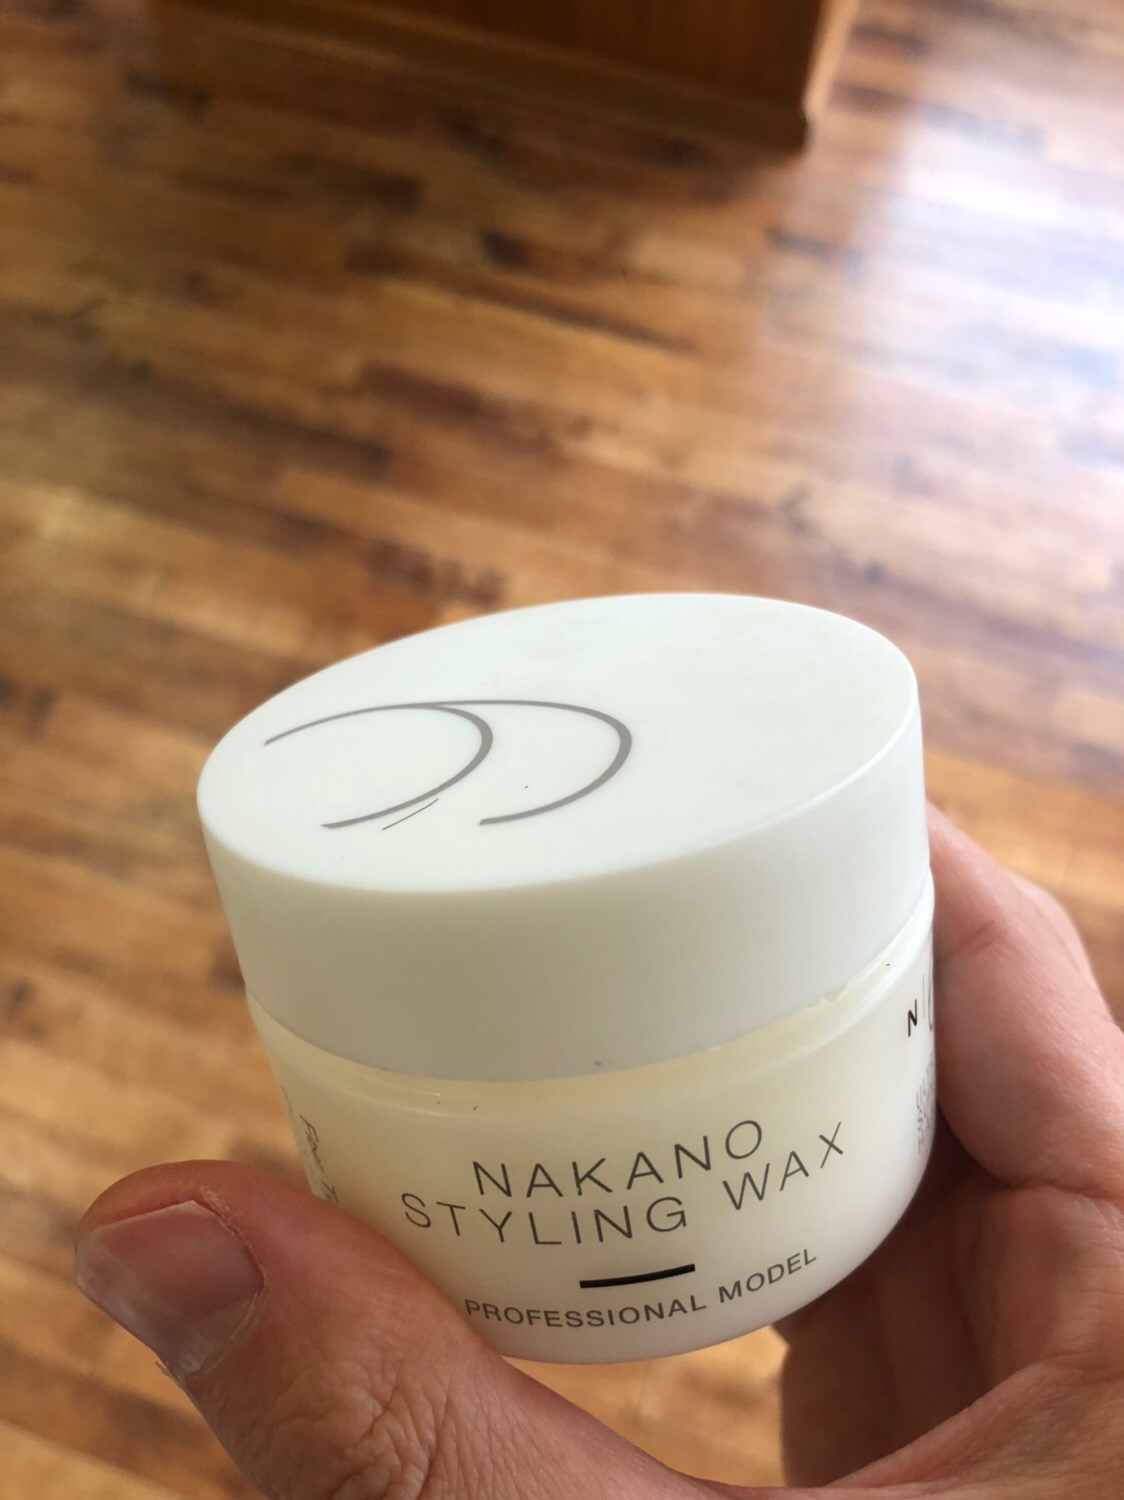 NAKANO
STYLING WAX
PROFESSIONAL MODEL
N